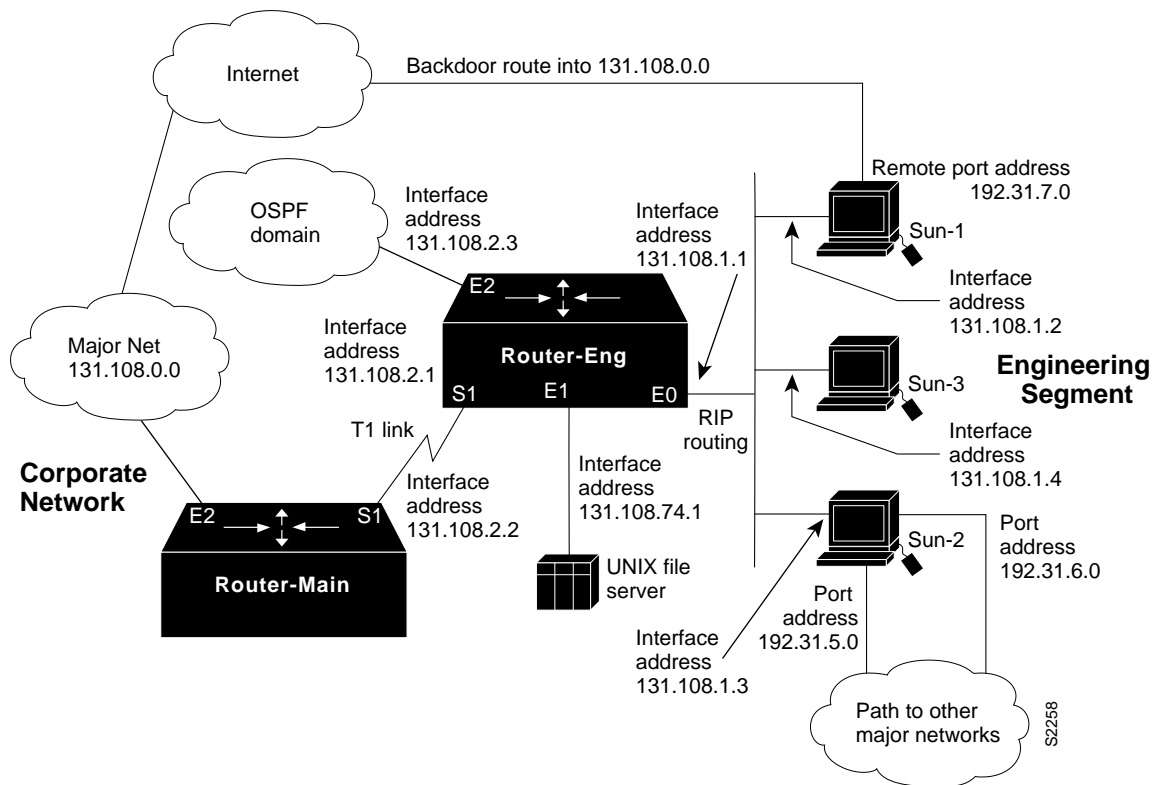 Internet
Backdoor route into 131.108.0.0
OSPF
domain
Interface
address
131.108.2.3
Interface
address
131.108.1.1
Remote port address
192.31.7.0
Sun-1
Interface
address
131.108.1.2
E2
Major Net
131.108.0.0
Interface
address
131.108.2.1
Router-Eng
S1
E1
E0
Sun-3
Engineering
Segment
RIP
routing
Interface
address
131.108.1.4
T1 link
Corporate
Network
Interface
address
131.108.2.2
Interface
address
131.108.74.1
E2
S1
Router-Main
UNIX file
server
Sun-2
Port
address
192.31.6.0
Port
address
192.31.5.0
Interface
address
131.108.1.3
Path to other
major networks
S2258